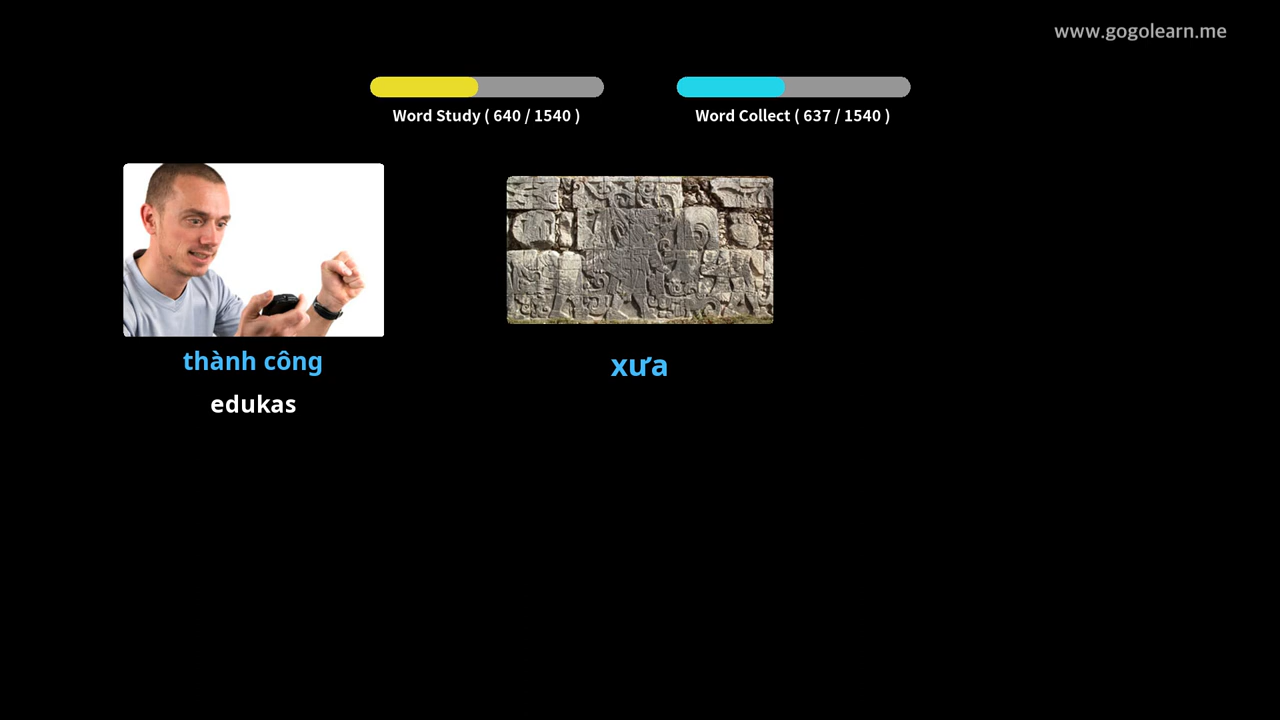 www.gogolearn.me
Word Study ( 640 / 1540 )
Word Collect ( 637 / 1540 )
thành công
edukas
xưa